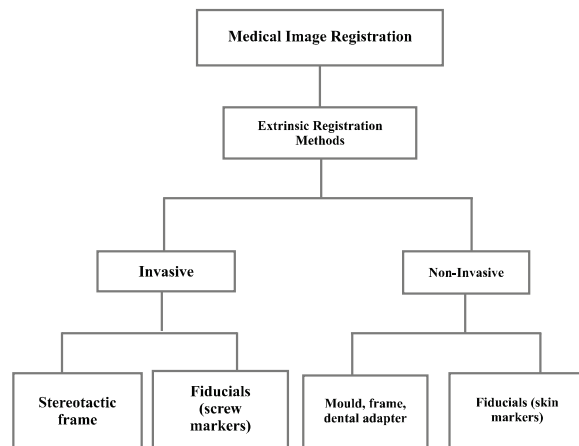 Medical Image Registration
Extrinsic Registration
Methods
Invasive
Non-Invasive
Stereotactic
frame
Fiducials
(screw
markers)
Mould, frame,
dental adapter
Fiducials (skin
markers)